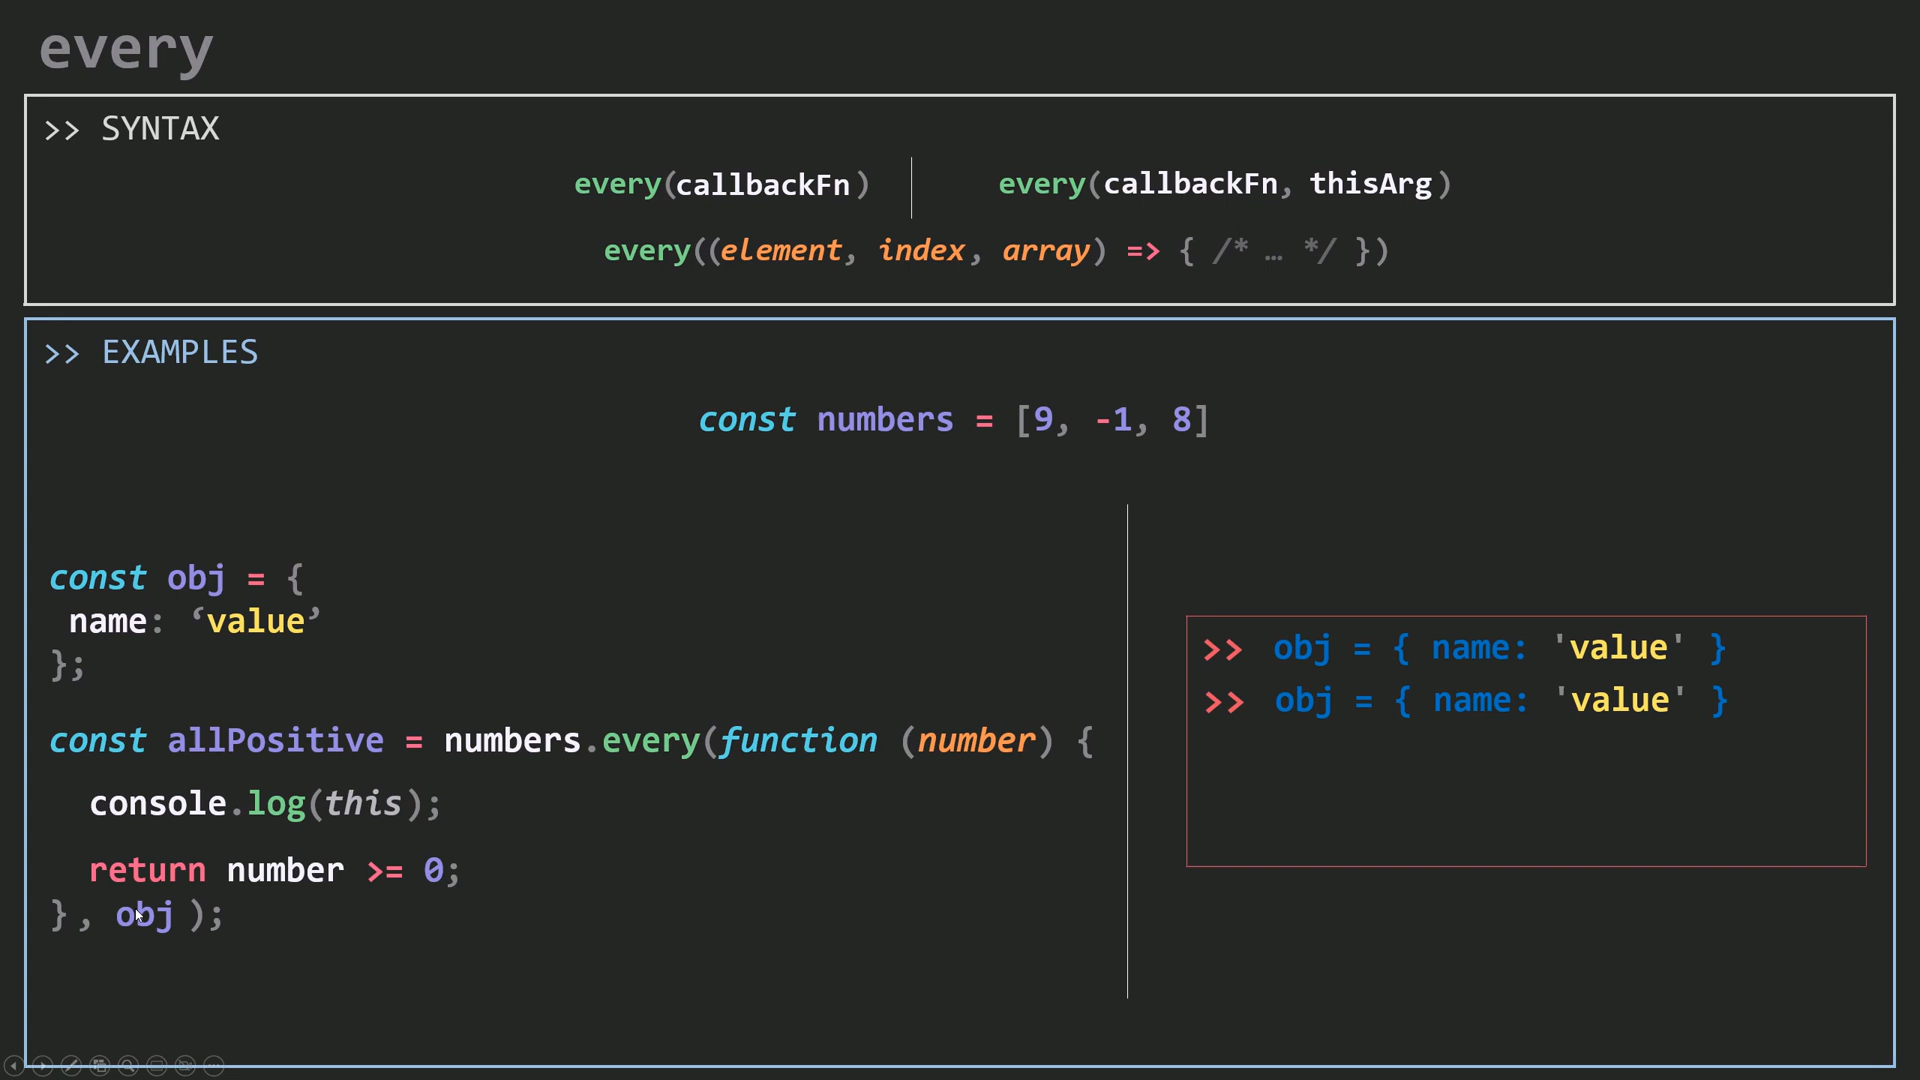 every
>> SYNTAX
every(callbackFn) every(callbackFn, thisArg)
every((element, index, array) => { /* … */ })
>> EXAMPLES
const numbers = [9, -1, 8]
const obj = {
name: ‘value’
};
const allPositive = numbers.every(function (number) {
console.log(this);
return number >= 0;
}, obj );
>> obj = { name: 'value' }
>> obj = { name: 'value' }